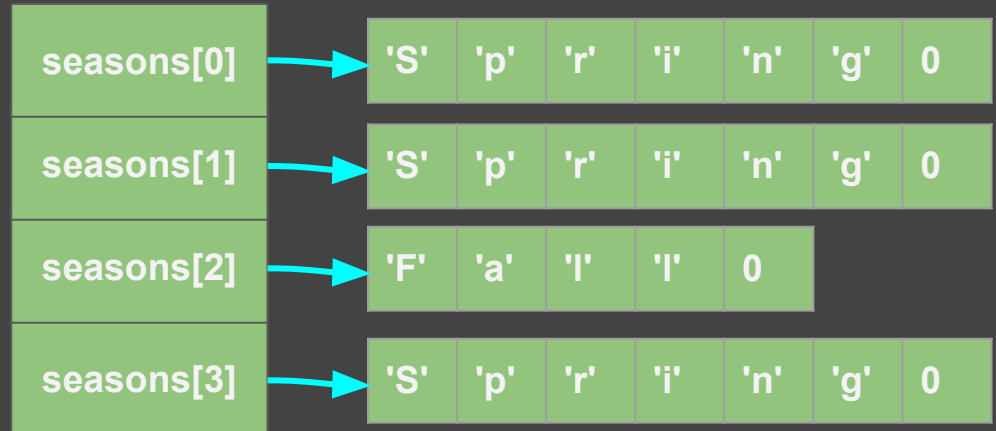 seasons[0] 'S' 'p' 'r' 'i' 'n' 'g' 0
seasons[1] 'S' 'p' 'r' 'i' 'n' 'g' 0
seasons[2] 'F' 'a' 'l' 'l' 0
seasons[3] 'S' 'p' 'r' 'i' 'n' 'g' 0